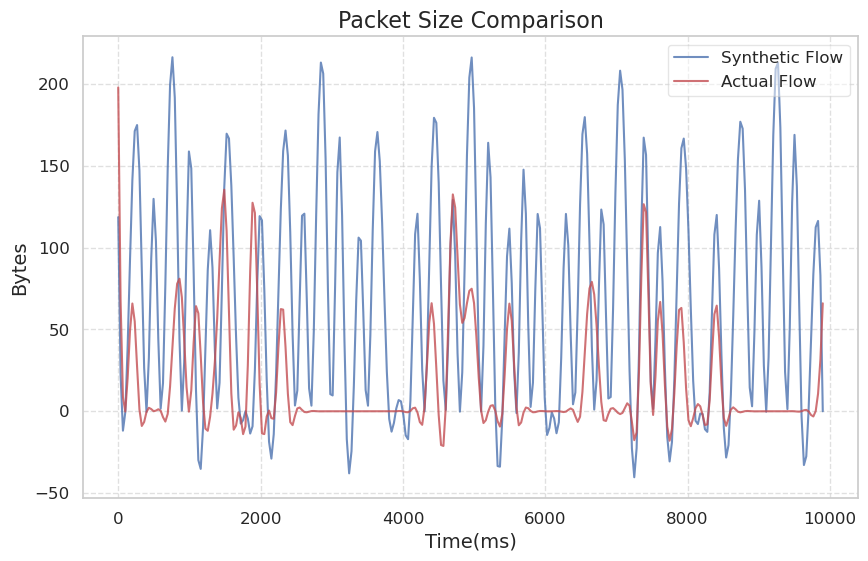 Packet Size Comparison
Synthetic Flow
Actual Flow
Bytes
200
150
100
50
0
−50
0
2000
4000
6000
8000
10000
Time(ms)